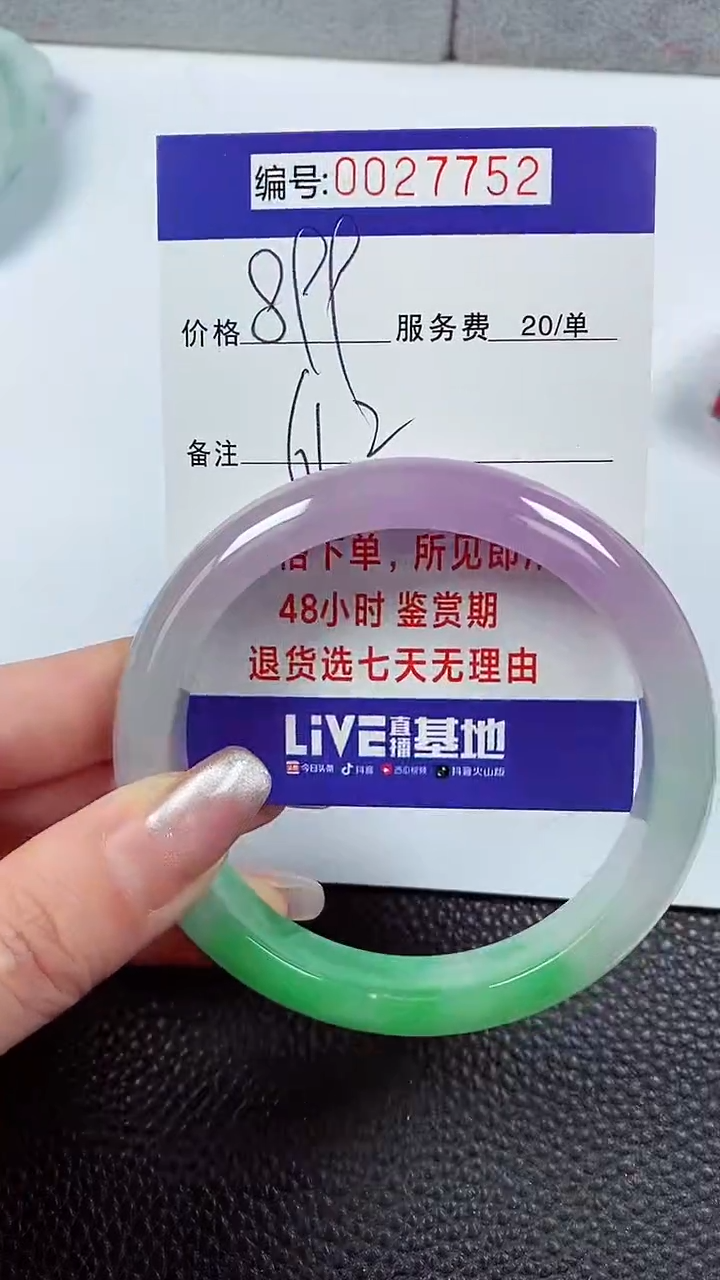 编号:0027752
价格 899 服务费 20/单
备注
下单，所见即
48小时 鉴赏期
退货选七天无理由
LiVE直播基地
今日头条 抖音 西瓜视频 抖音火山版